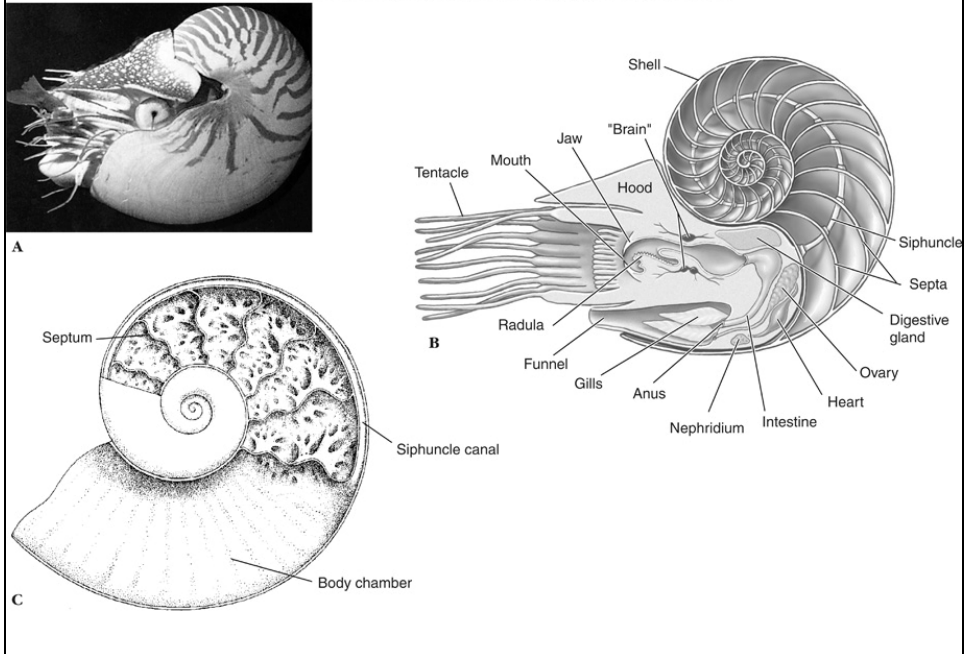 A
Shell
"Brain"
Jaw
Mouth
Tentacle
Hood
Siphuncle
Septa
Digestive
gland
Ovary
Heart
Intestine
Nephridium
Anus
Gills
Funnel
Radula
B
Septum
Siphuncle canal
Body chamber
C